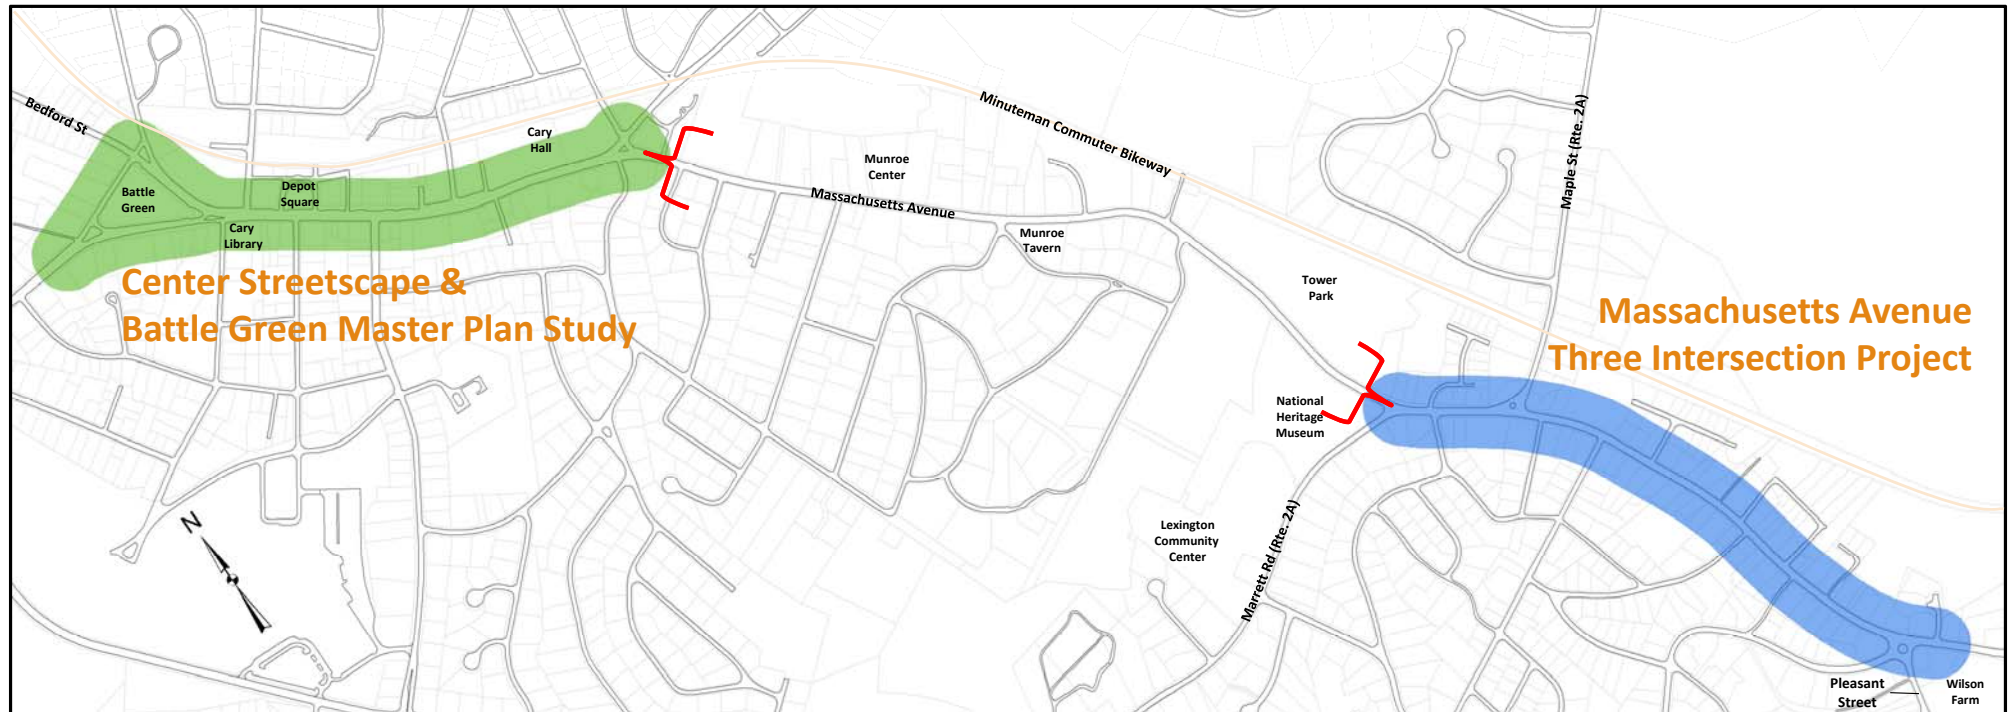 Bedford St
Battle
Green
Depot
Square
Cary
Library
Cary
Hall
Center Streetscape &
Battle Green Master Plan Study
N
Munroe
Center
Massachusetts Avenue
Minuteman Commuter Bikeway
Munroe
Tavern
Tower
Park
Maple St (Rte. 2A)
Massachusetts Avenue
Three Intersection Project
National
Heritage
Museum
Lexington
Community
Center
Marrett Rd (Rte. 2A)
Pleasant
Street
Wilson
Farm